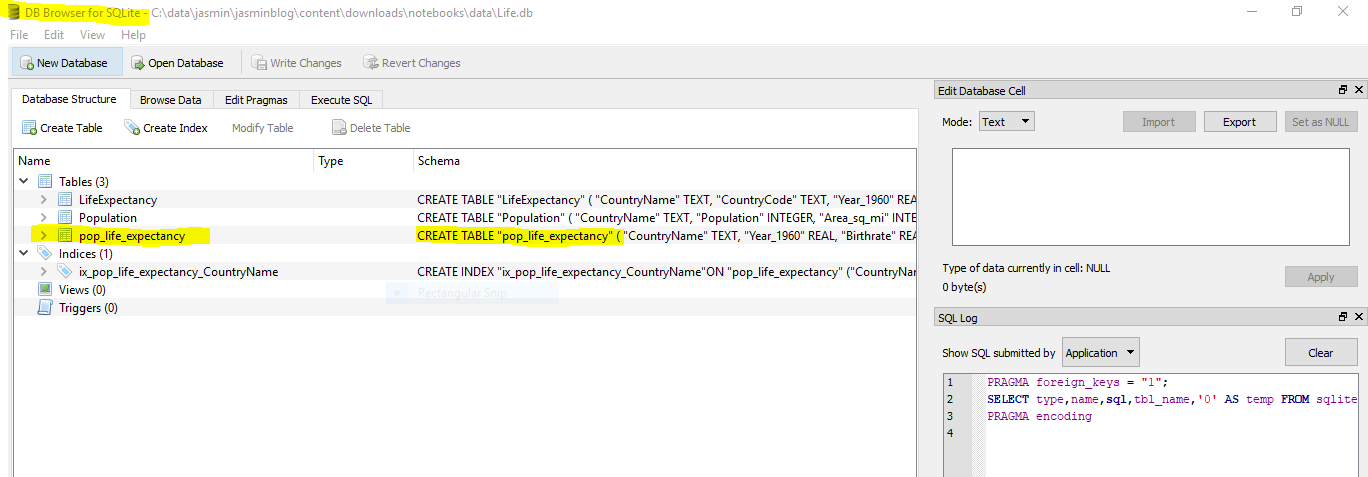 DB Browser for SQLite - C:\data\jasmin\jasminblog\content\downloads\notebooks\data\Life.db
File Edit View Help
New Database Open Database Write Changes Revert Changes
Database Structure Browse Data Edit Pragmas Execute SQL
Create Table Create Index Modify Table Delete Table
Name Type Schema
Tables (3)
LifeExpectancy CREATE TABLE "LifeExpectancy" ( "CountryName" TEXT, "CountryCode" TEXT, "Year_1960" REA
Population CREATE TABLE "Population" ( "CountryName" TEXT, "Population" INTEGER, "Area_sq_mi" INTE
pop_life_expectancy CREATE TABLE "pop_life_expectancy" ( "CountryName" TEXT, "Year_1960" REAL, "Birthrate" REA
Indices (1)
ix_pop_life_expectancy_CountryName CREATE INDEX "ix_pop_life_expectancy_CountryName"ON "pop_life_expectancy" ("CountryNam
Views (0)
Rectangular Snip
Triggers (0)
Edit Database Cell
Mode: Text Import Export Set as NULL
Type of data currently in cell: NULL
0 byte(s)
Apply
SQL Log
Show SQL submitted by Application Clear
1 PRAGMA foreign_keys = "1";
2 SELECT type,name,sql,tbl_name,'0' AS temp FROM sqlite
3 PRAGMA encoding
4